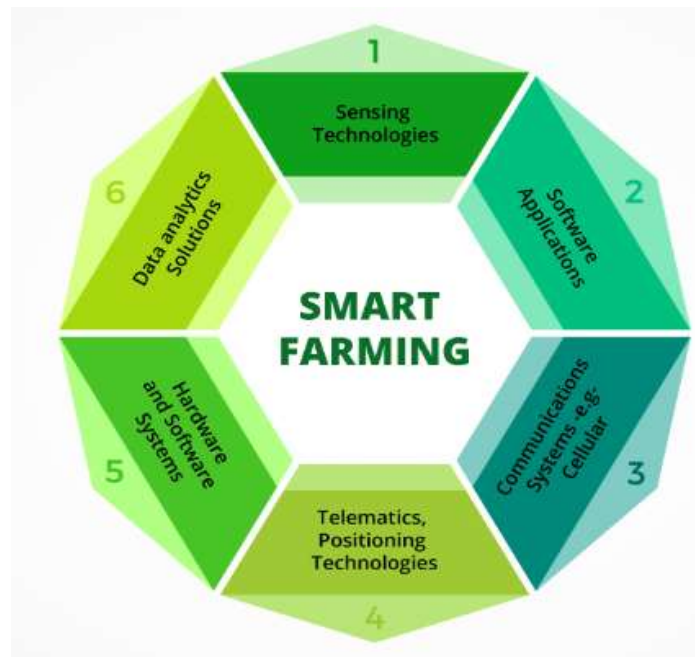 1
Sensing
Technologies
2
Software
Applications
3
Communications
Systems -e.g-
Cellular
4
Telematics,
Positioning
Technologies
5
Hardware
and Software
Systems
6
Data analytics
Solutions
SMART
FARMING